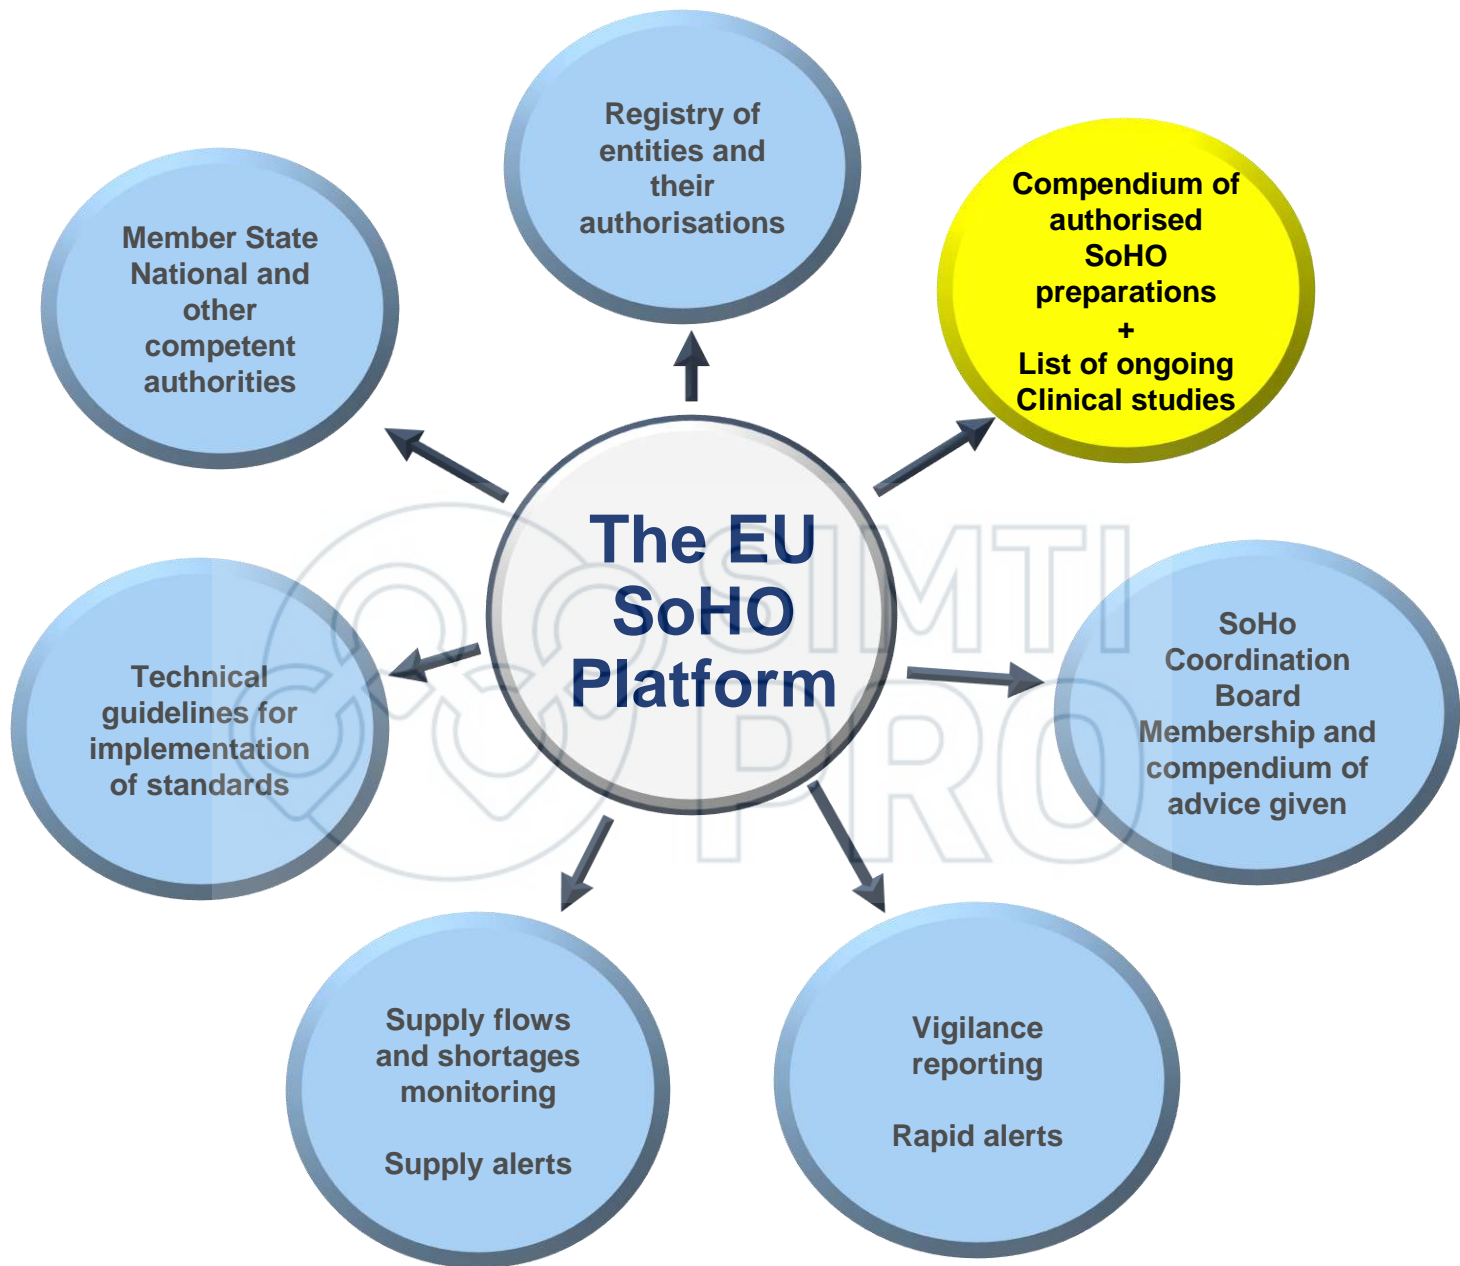 Registry of
entities and
their
authorisations
Compendium of
authorised
SoHO
preparations
+
List of ongoing
Clinical studies
Member State
National and
other
competent
authorities
The EU
SoHO
Platform
SoHo
Coordination
Board
Membership and
compendium of
advice given
Technical
guidelines for
implementation
of standards
Supply flows
and shortages
monitoring
Supply alerts
Vigilance
reporting
Rapid alerts
SIMTI
PRO